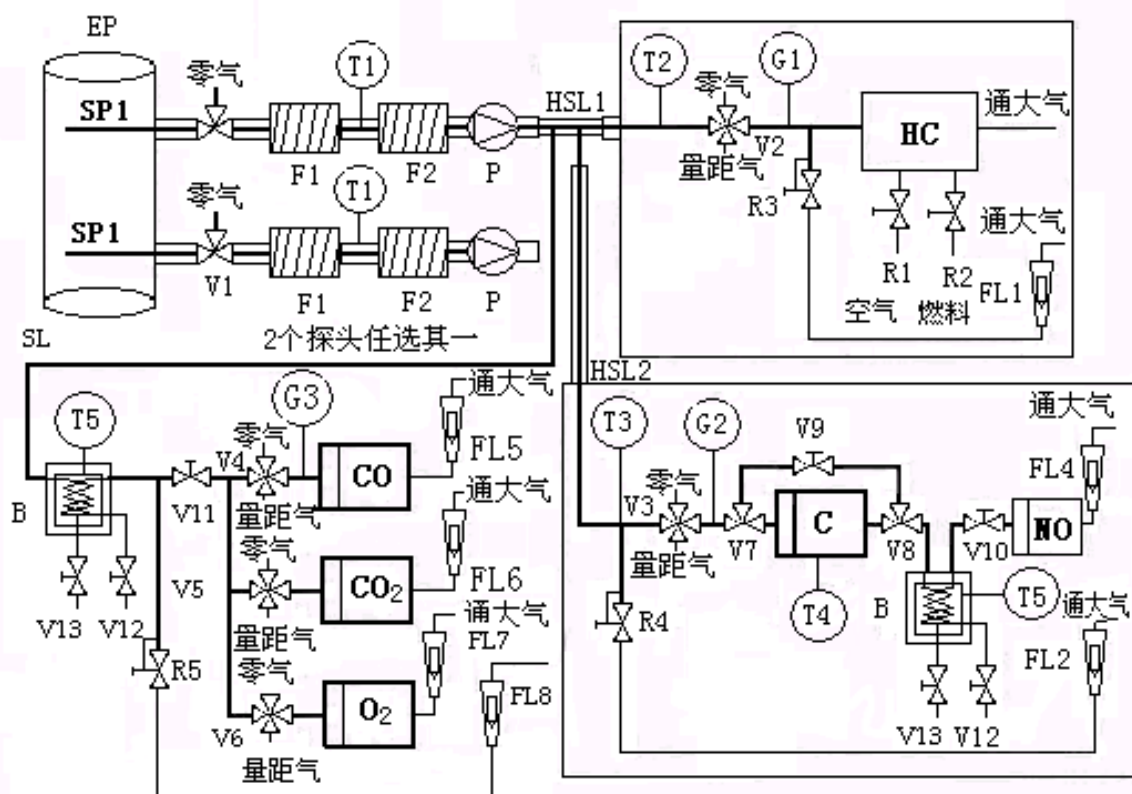 EP
零气
T1
SP1
F1
F2
P
HSL1
零气
T1
SP1
V1
F1
F2
P
SL
2个探头任选其一
T2
零气
G1
量距气
V2
HC
通大气
R3
R1
R2
空气
燃料
通大气
FL1
HSL2
T5
B
V13
V12
V11
R5
G3
零气
V4
量距气
CO
通大气
FL5
零气
V5
量距气
CO₂
通大气
FL6
零气
V6
量距气
O₂
通大气
FL7
FL8
T3
G2
零气
V3
量距气
V7
V9
C
V8
T4
R4
V10
NO
通大气
FL4
B
T5
V13
V12
通大气
FL2